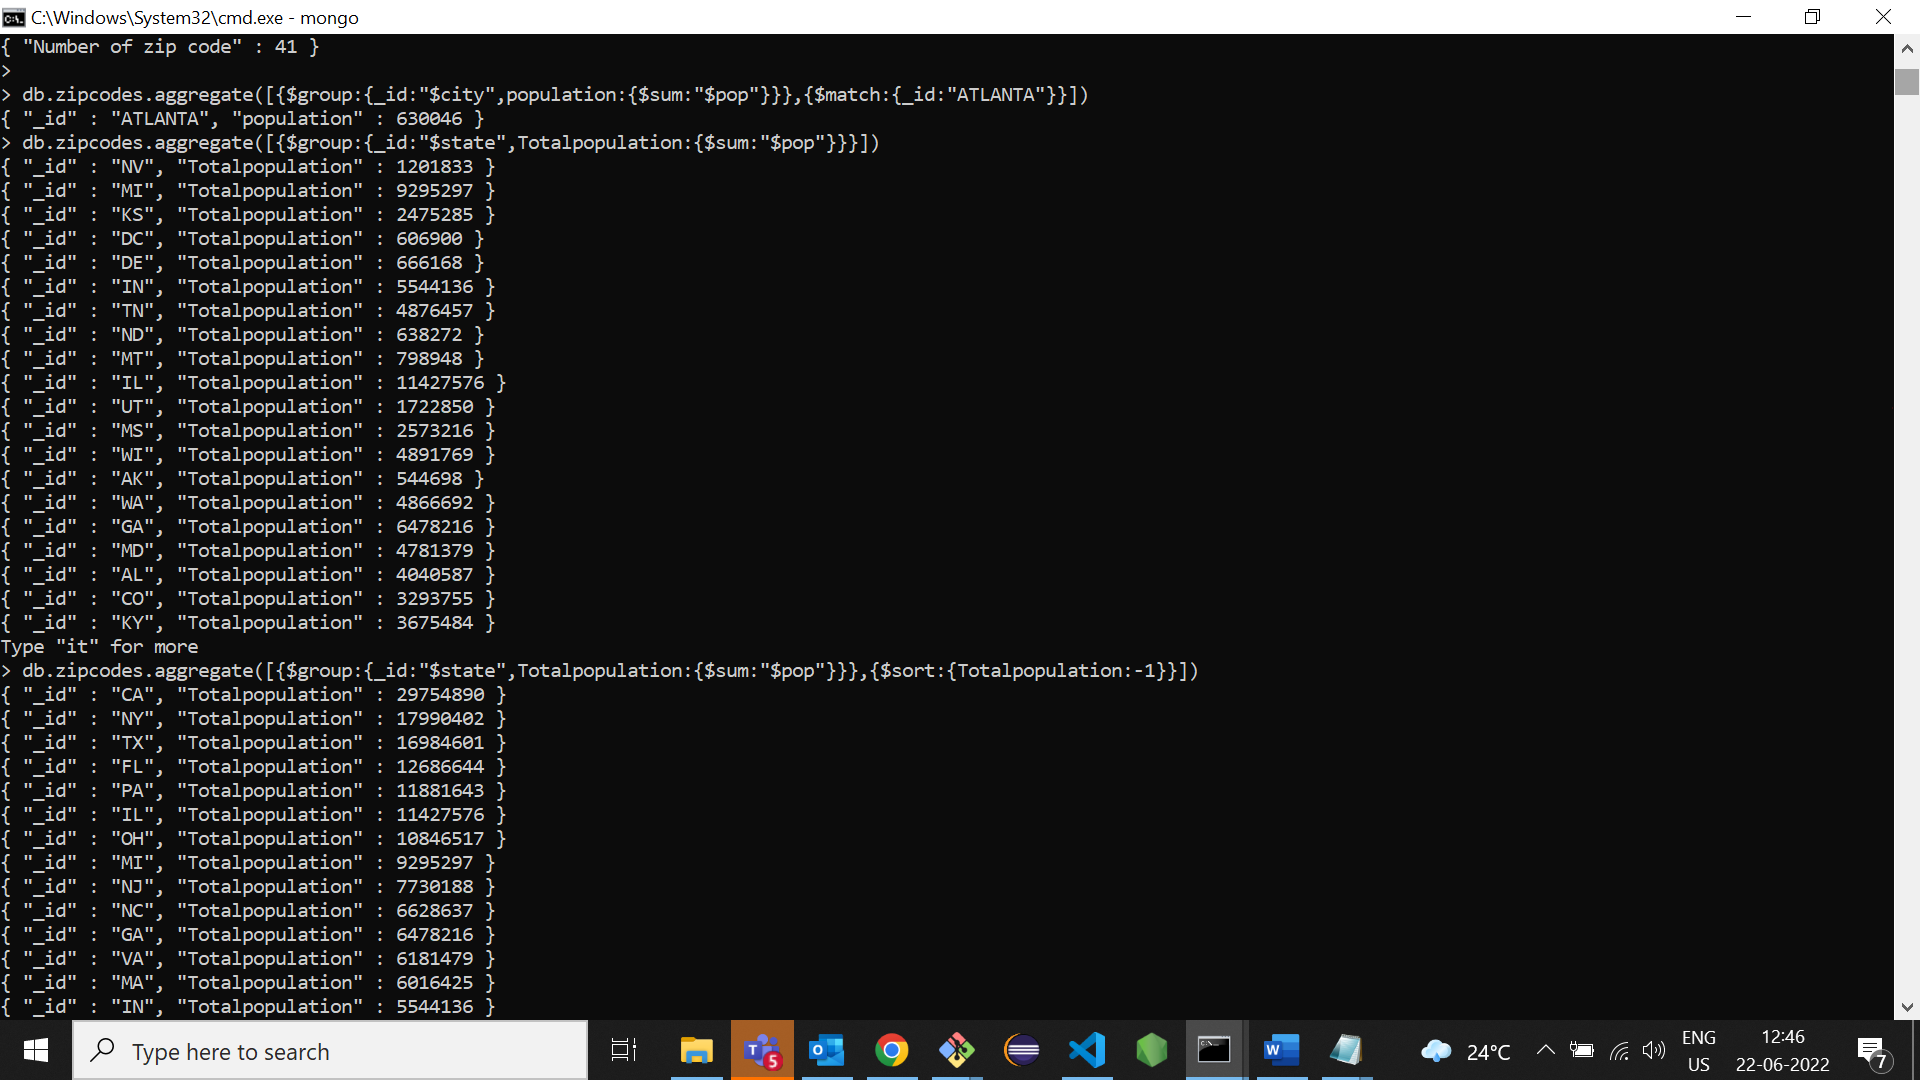 C:\Windows\System32\cmd.exe - mongo
{ "Number of zip code" : 41 }
>
> db.zipcodes.aggregate([{$group:{_id:"$city",population:{$sum:"$pop"}}},{$match:{_id:"ATLANTA"}}])
{ "_id" : "ATLANTA", "population" : 630046 }
> db.zipcodes.aggregate([{$group:{_id:"$state",Totalpopulation:{$sum:"$pop"}}}])
{ "_id" : "NV", "Totalpopulation" : 1201833 }
{ "_id" : "MI", "Totalpopulation" : 9295297 }
{ "_id" : "KS", "Totalpopulation" : 2475285 }
{ "_id" : "DC", "Totalpopulation" : 606900 }
{ "_id" : "DE", "Totalpopulation" : 666168 }
{ "_id" : "IN", "Totalpopulation" : 5544136 }
{ "_id" : "TN", "Totalpopulation" : 4876457 }
{ "_id" : "ND", "Totalpopulation" : 638272 }
{ "_id" : "MT", "Totalpopulation" : 798948 }
{ "_id" : "IL", "Totalpopulation" : 11427576 }
{ "_id" : "UT", "Totalpopulation" : 1722850 }
{ "_id" : "MS", "Totalpopulation" : 2573216 }
{ "_id" : "WI", "Totalpopulation" : 4891769 }
{ "_id" : "AK", "Totalpopulation" : 544698 }
{ "_id" : "WA", "Totalpopulation" : 4866692 }
{ "_id" : "GA", "Totalpopulation" : 6478216 }
{ "_id" : "MD", "Totalpopulation" : 4781379 }
{ "_id" : "AL", "Totalpopulation" : 4040587 }
{ "_id" : "CO", "Totalpopulation" : 3293755 }
{ "_id" : "KY", "Totalpopulation" : 3675484 }
Type "it" for more
> db.zipcodes.aggregate([{$group:{_id:"$state",Totalpopulation:{$sum:"$pop"}}},{$sort:{Totalpopulation:-1}}])
{ "_id" : "CA", "Totalpopulation" : 29754890 }
{ "_id" : "NY", "Totalpopulation" : 17990402 }
{ "_id" : "TX", "Totalpopulation" : 16984601 }
{ "_id" : "FL", "Totalpopulation" : 12686644 }
{ "_id" : "PA", "Totalpopulation" : 11881643 }
{ "_id" : "IL", "Totalpopulation" : 11427576 }
{ "_id" : "OH", "Totalpopulation" : 10846517 }
{ "_id" : "MI", "Totalpopulation" : 9295297 }
{ "_id" : "NJ", "Totalpopulation" : 7730188 }
{ "_id" : "NC", "Totalpopulation" : 6628637 }
{ "_id" : "GA", "Totalpopulation" : 6478216 }
{ "_id" : "VA", "Totalpopulation" : 6181479 }
{ "_id" : "MA", "Totalpopulation" : 6016425 }
{ "_id" : "IN", "Totalpopulation" : 5544136 }
Type here to search
24°C
ENG
US
12:46
22-06-2022
7